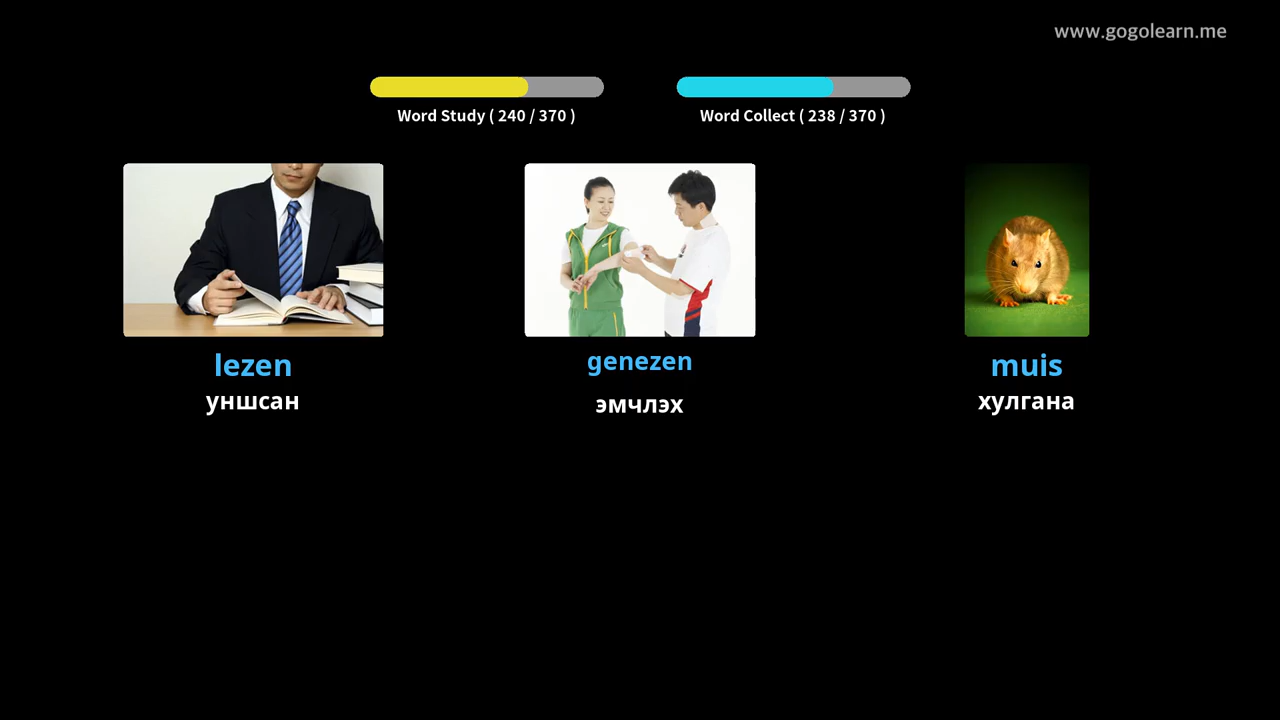 www.gogolearn.me
Word Study ( 240 / 370 )
Word Collect ( 238 / 370 )
lezen
уншсан
genezen
эмчлэх
muis
хулгана